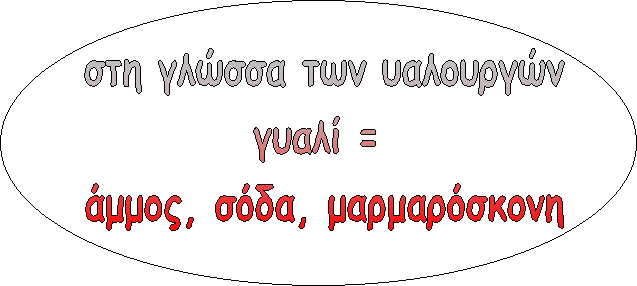 στη γλώσσα των υαλουργών
γυαλί =
άμμος, σόδα, μαρμαρόσκονη